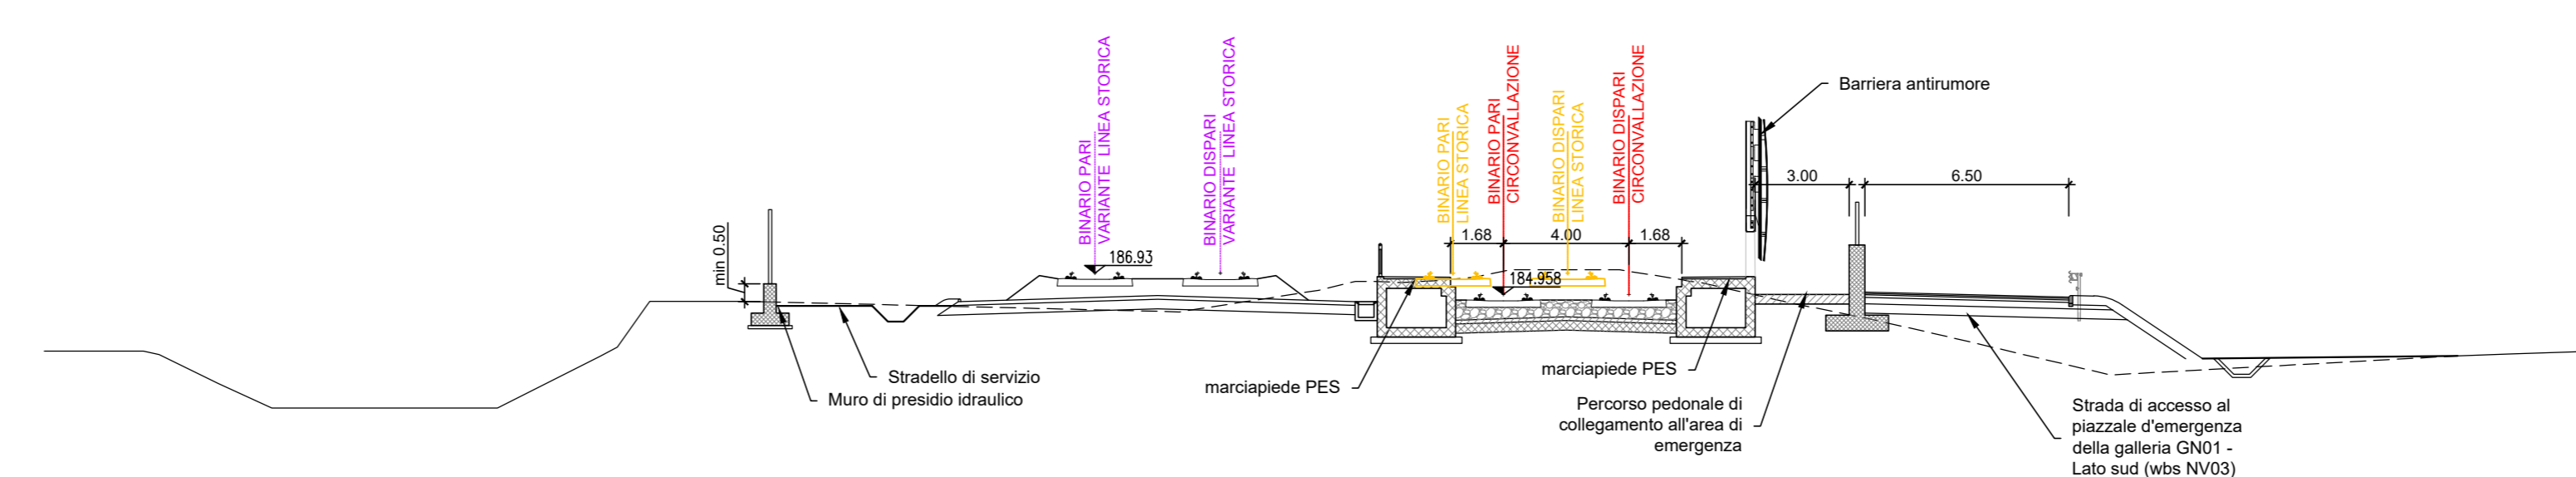 min 0.50
BINARIO PARI
VARIANTE LINEA STORICA
BINARIO DISPARI
VARIANTE LINEA STORICA
BINARIO PARI
LINEA STORICA
BINARIO PARI
CIRCONVALLAZIONE
BINARIO DISPARI
LINEA STORICA
BINARIO DISPARI
CIRCONVALLAZIONE
Barriera antirumore
3.00
6.50
1.68
4.00
1.68
186.93
184.958
Stradello di servizio
Muro di presidio idraulico
marciapiede PES
marciapiede PES
Percorso pedonale di
collegamento all'area di
emergenza
Strada di accesso al
piazzale d'emergenza
della galleria GN01 -
Lato sud (wbs NV03)